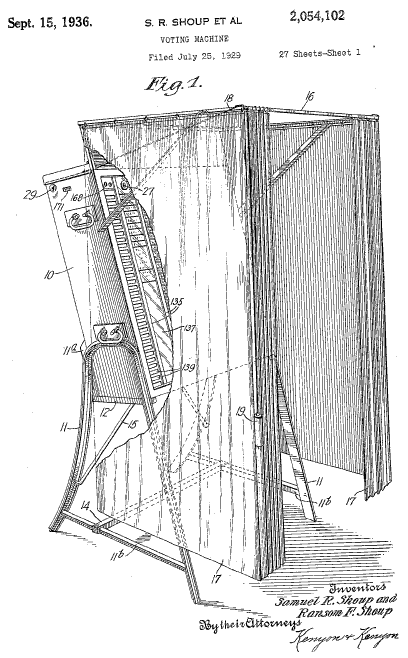 Sept. 15, 1936.
S. R. SHOUP ET AL
2,054,102
VOTING MACHINE
Filed July 25, 1929
27 Sheets-Sheet 1
Fig. 1.
18
16
29
171
168
27
10
135
137
11a
139
12
15
11
19
14
11
11b
17
11b
17
Inventors
Samuel R. Shoup and
Ransom F. Shoup
By their Attorneys
Kenyon & Kenyon